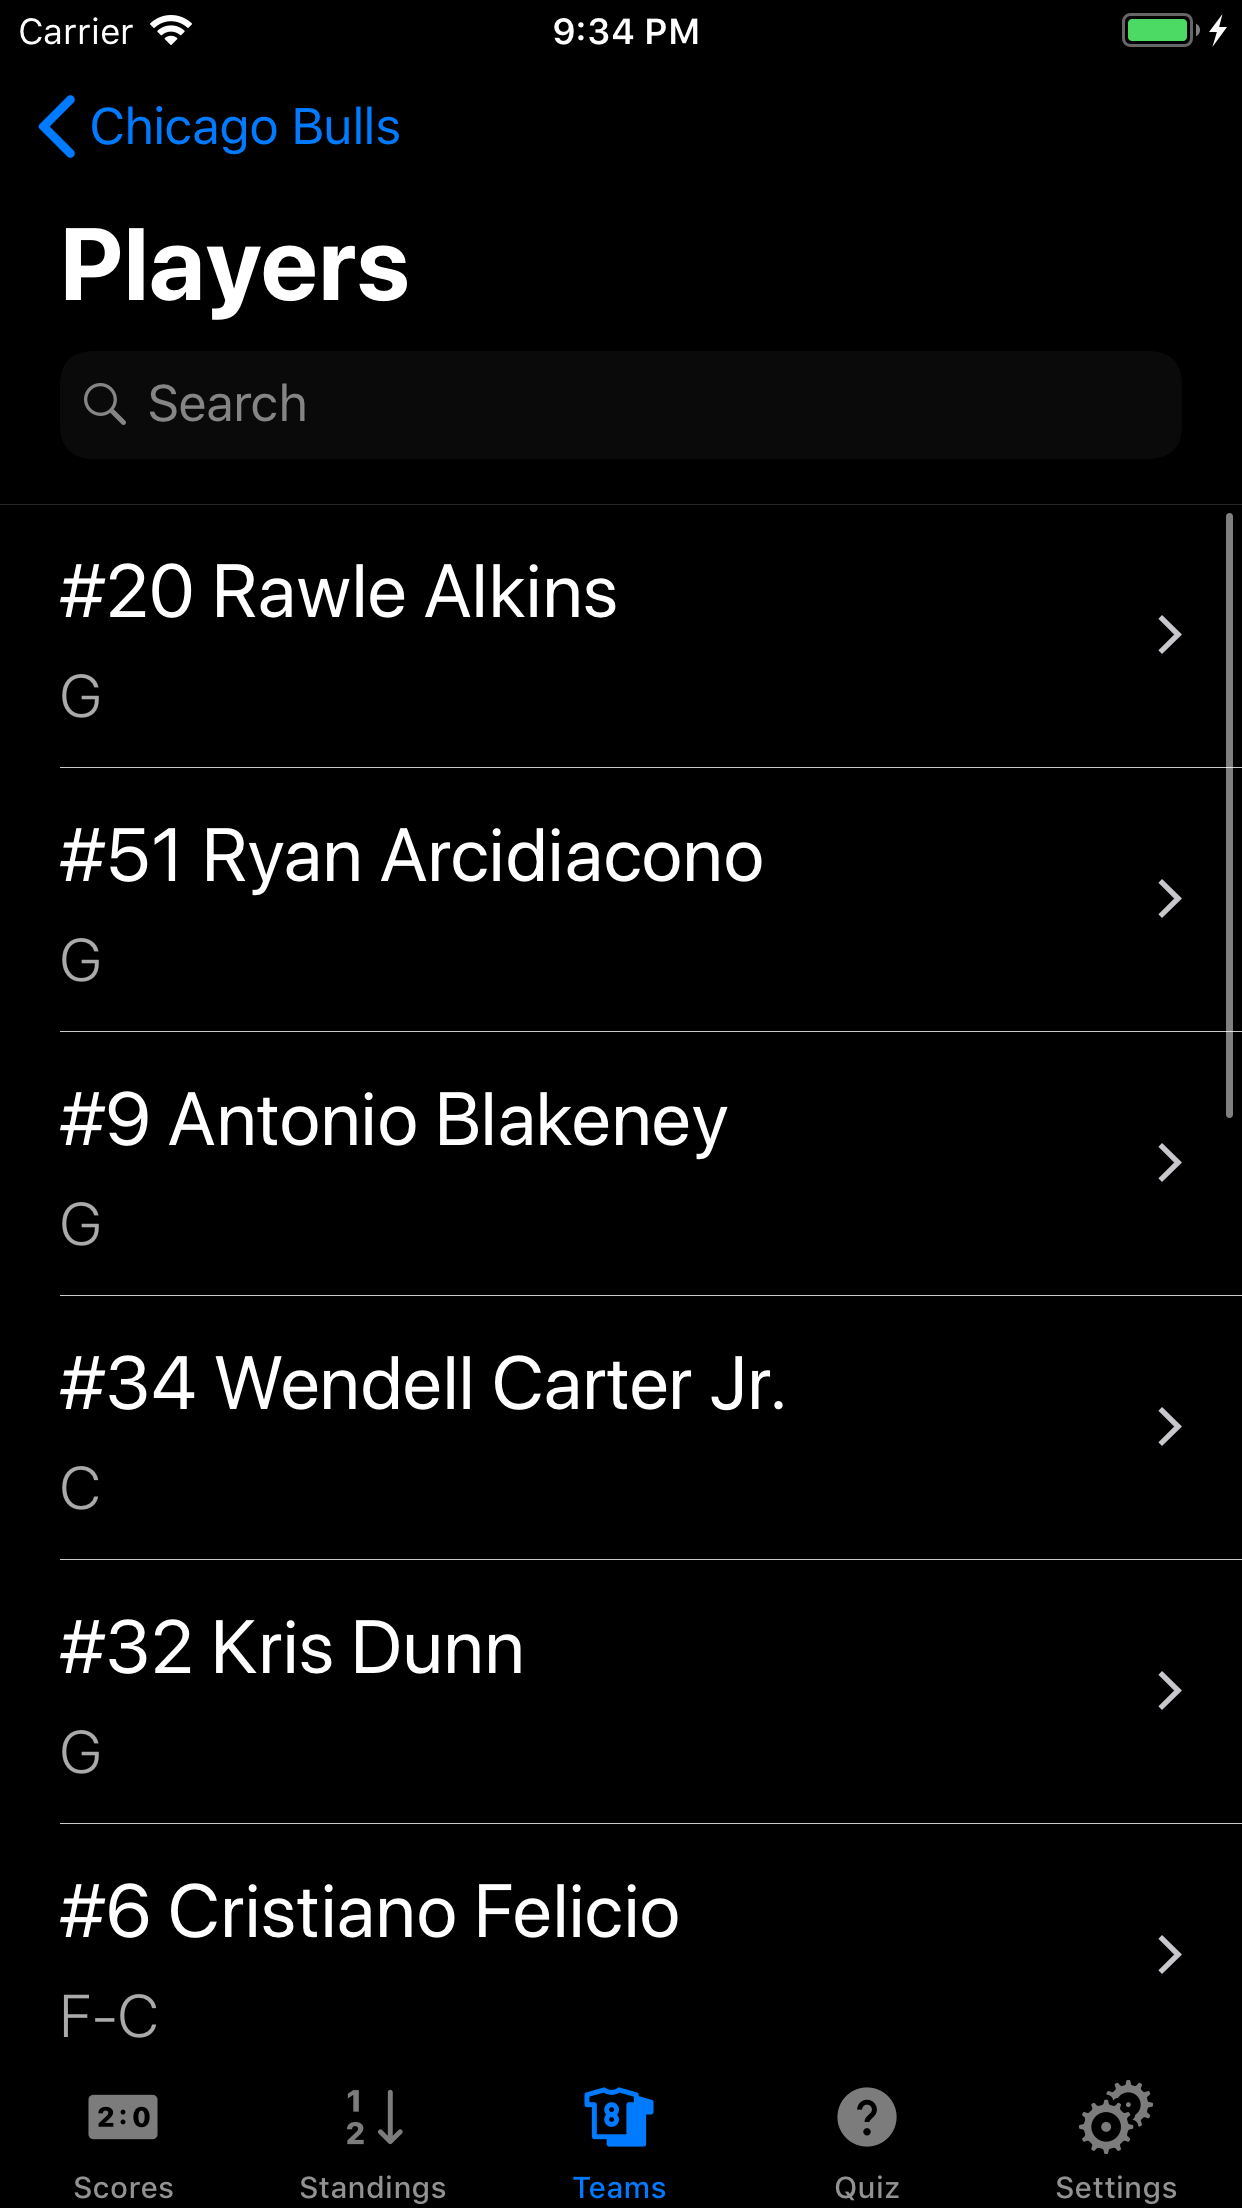 Carrier 9:34 PM
Chicago Bulls
Players
Search
#20 Rawle Alkins
G
#51 Ryan Arcidiacono
G
#9 Antonio Blakeney
G
#34 Wendell Carter Jr.
C
#32 Kris Dunn
G
#6 Cristiano Felicio
F-C
2:0 1 2 8 ?
Scores Standings Teams Quiz Settings